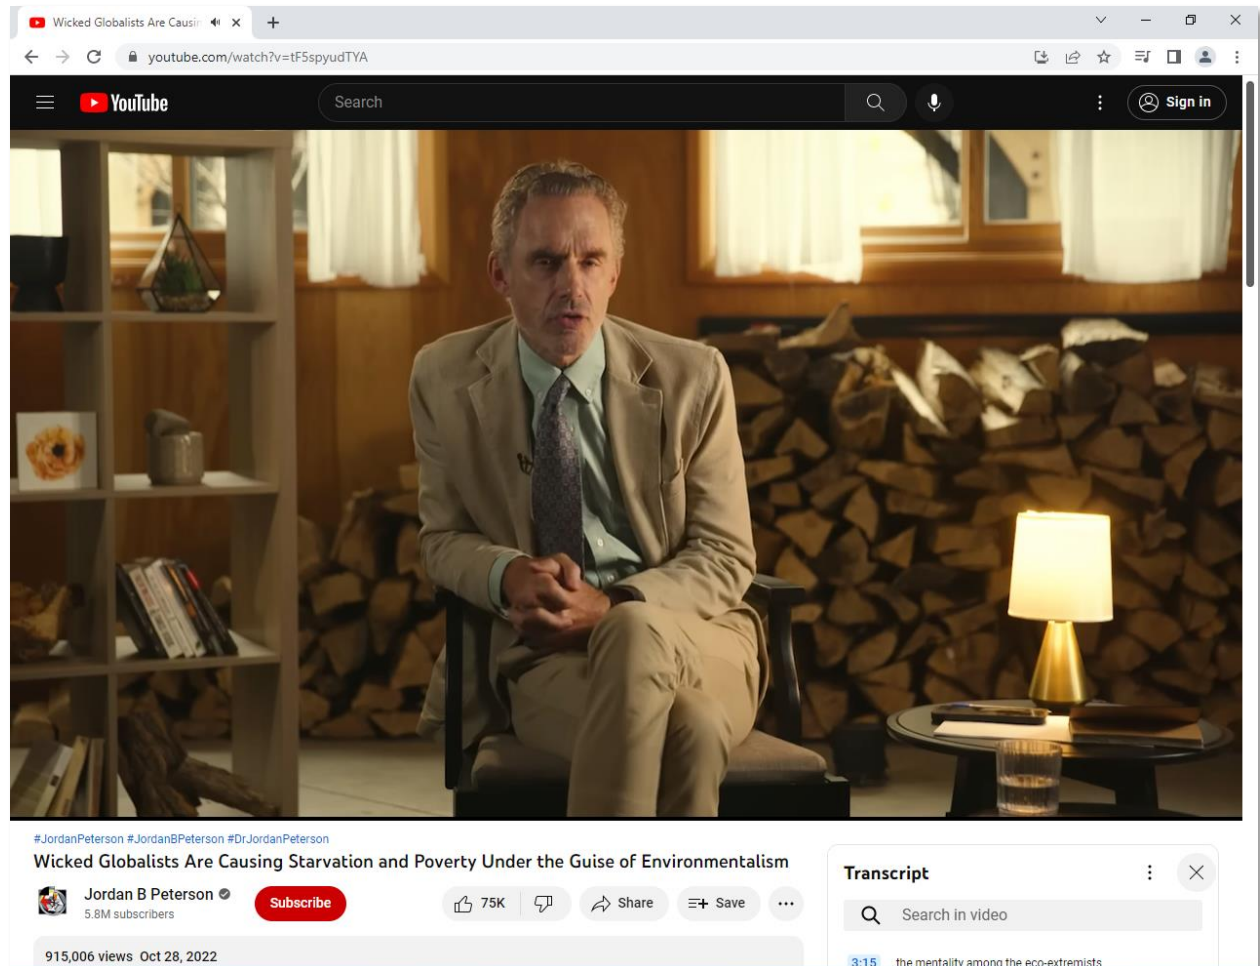 Wicked Globalists Are Causin
youtube.com/watch?v=tF5spyudTYA
YouTube
Search
Sign in
#JordanPeterson #JordanBPeterson #DrJordanPeterson
Wicked Globalists Are Causing Starvation and Poverty Under the Guise of Environmentalism
Jordan B Peterson
5.8M subscribers
Subscribe
75K
Share
Save
915,006 views Oct 28, 2022
Transcript
Search in video
3:15 the mentality among the eco-extremists